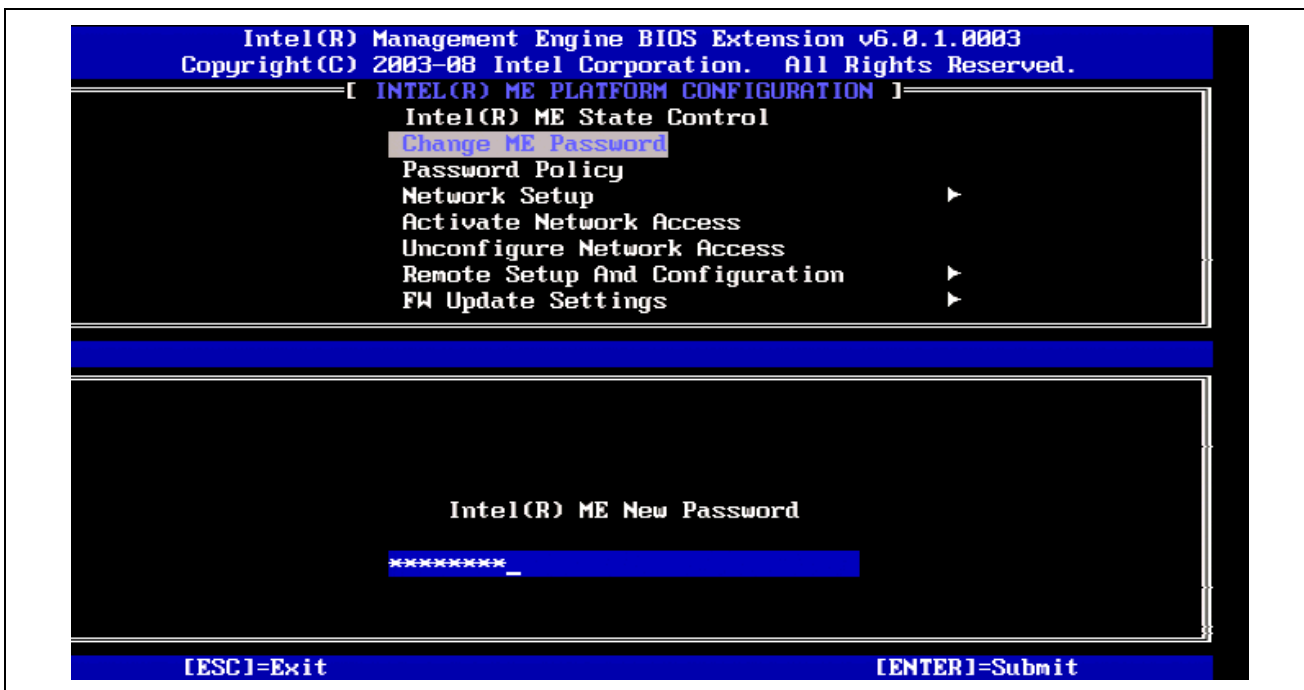 Intel(R) Management Engine BIOS Extension v6.0.1.0003
Copyright(C) 2003-08 Intel Corporation. All Rights Reserved.
[ INTEL(R) ME PLATFORM CONFIGURATION ]
Intel(R) ME State Control
Change ME Password
Password Policy
Network Setup ►
Activate Network Access
Unconfigure Network Access
Remote Setup And Configuration ►
FW Update Settings ►
Intel(R) ME New Password
********_
[ESC]=Exit [ENTER]=Submit